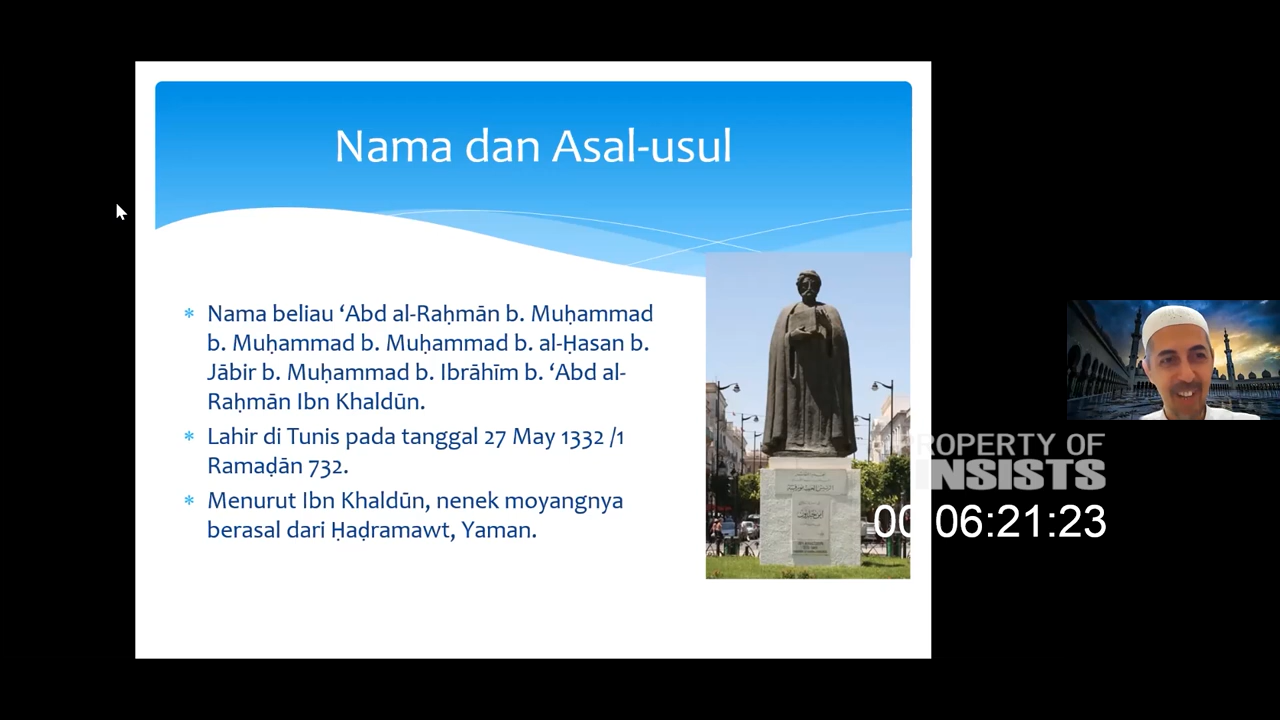 Nama dan Asal-usul
Nama beliau ‘Abd al-Raḥmān b. Muḥammad
b. Muḥammad b. Muḥammad b. al-Ḥasan b.
Jābir b. Muḥammad b. Ibrāhīm b. ‘Abd al-
Raḥmān Ibn Khaldūn.
Lahir di Tunis pada tanggal 27 May 1332 /1
Ramaḍān 732.
Menurut Ibn Khaldūn, nenek moyangnya
berasal dari Ḥaḍramawt, Yaman.
ROPERTY OF
INSISTS
00:06:21:23